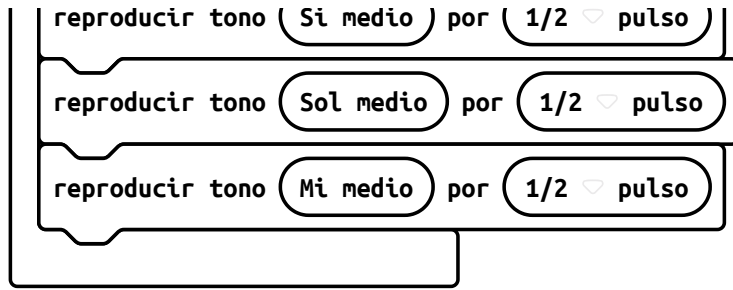 reproducir tono Si medio por 1/2 pulso
reproducir tono Sol medio por 1/2 pulso
reproducir tono Mi medio por 1/2 pulso